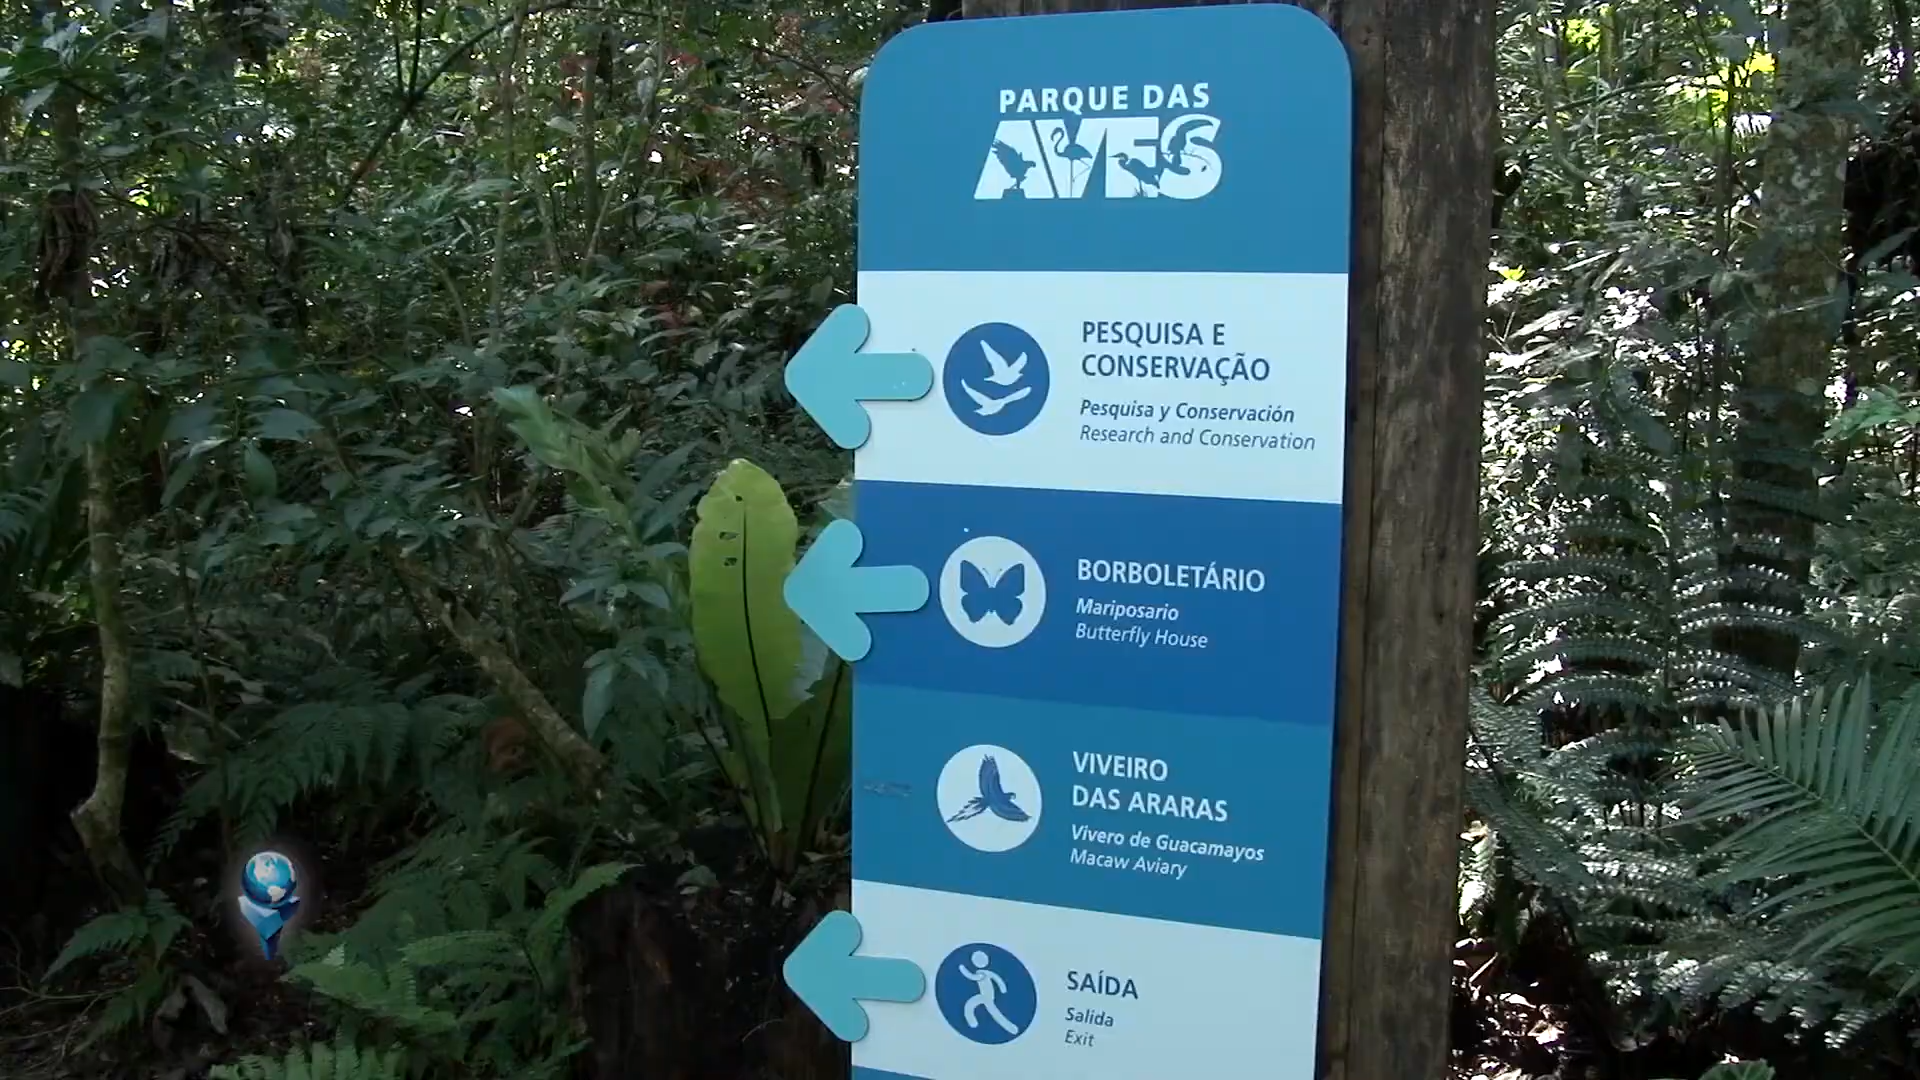 PARQUE DAS
AVES
PESQUISA E
CONSERVAÇÃO
Pesquisa y Conservación
Research and Conservation
BORBOLETÁRIO
Mariposario
Butterfly House
VIVEIRO
DAS ARARAS
Vivero de Guacamayos
Macaw Aviary
SAÍDA
Salida
Exit